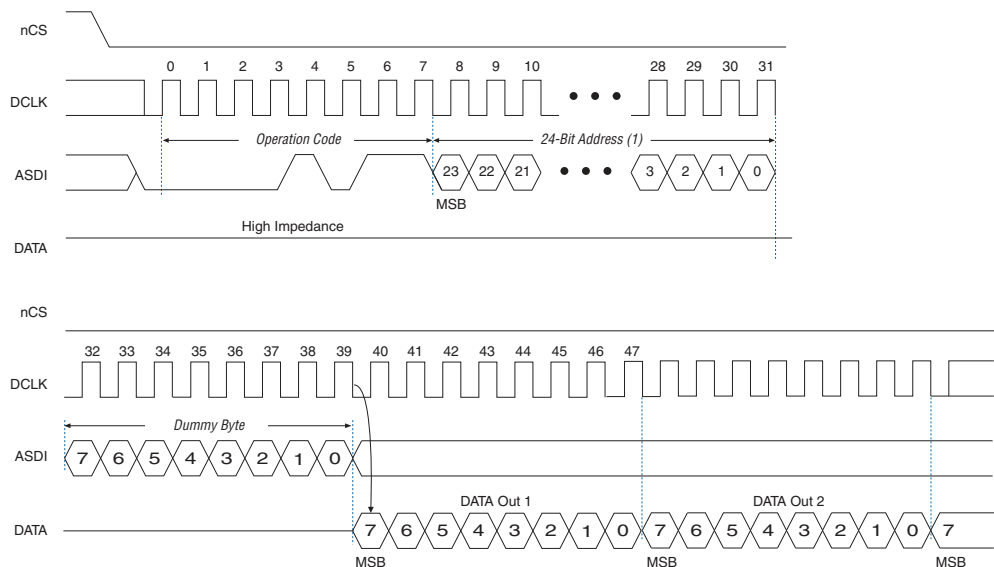 nCS
0 1 2 3 4 5 6 7 8 9 10 28 29 30 31
DCLK
Operation Code 24-Bit Address (1)
ASDI 23 22 21 3 2 1 0
MSB
High Impedance
DATA
nCS
32 33 34 35 36 37 38 39 40 41 42 43 44 45 46 47
DCLK
Dummy Byte
ASDI 7 6 5 4 3 2 1 0
DATA Out 1 DATA Out 2
DATA 7 6 5 4 3 2 1 0 7 6 5 4 3 2 1 0 7
MSB MSB MSB